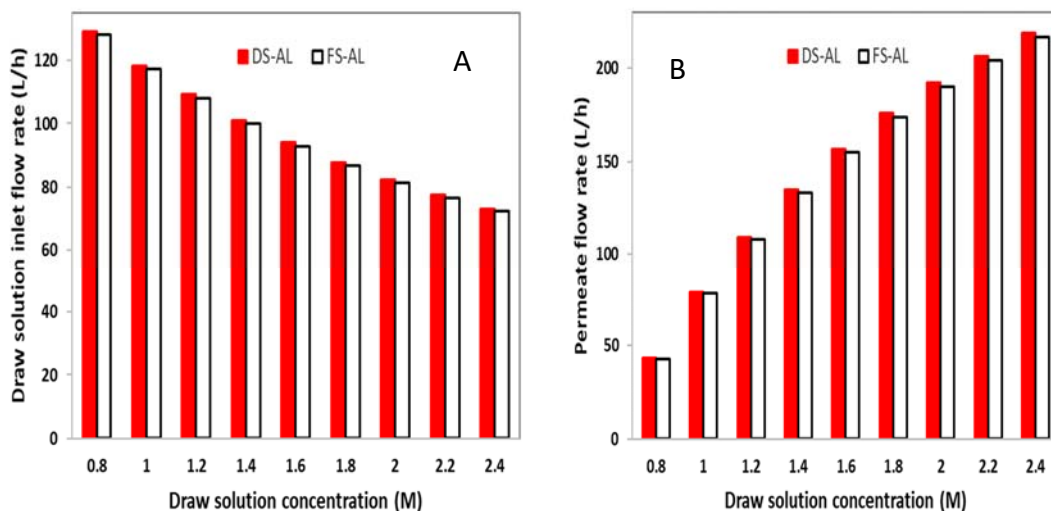 A
DS-AL FS-AL
Draw solution inlet flow rate (L/h)
120
100
80
60
40
20
0
0.8 1 1.2 1.4 1.6 1.8 2 2.2 2.4
Draw solution concentration (M)
B
DS-AL FS-AL
Permeate flow rate (L/h)
200
150
100
50
0
0.8 1 1.2 1.4 1.6 1.8 2 2.2 2.4
Draw solution concentration (M)